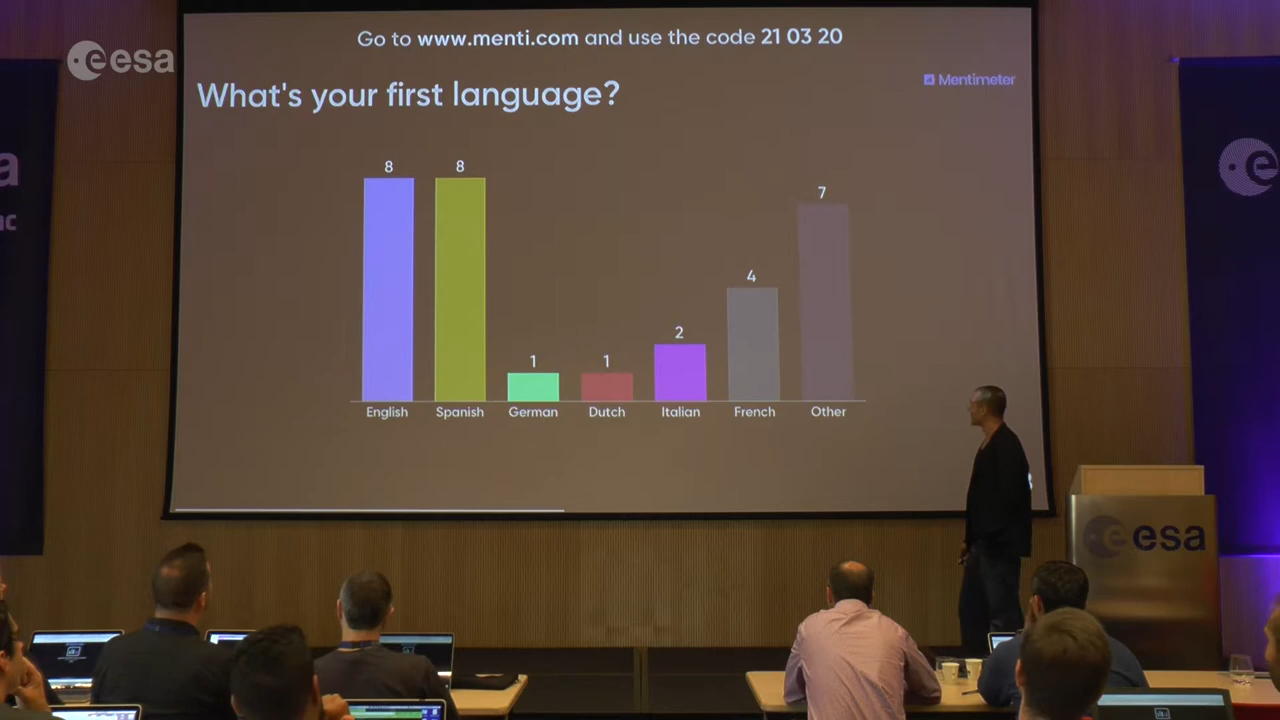 Go to www.menti.com and use the code 21 03 20
esa
What's your first language?
Mentimeter
8
8
1
1
2
4
7
English
Spanish
German
Dutch
Italian
French
Other
esa